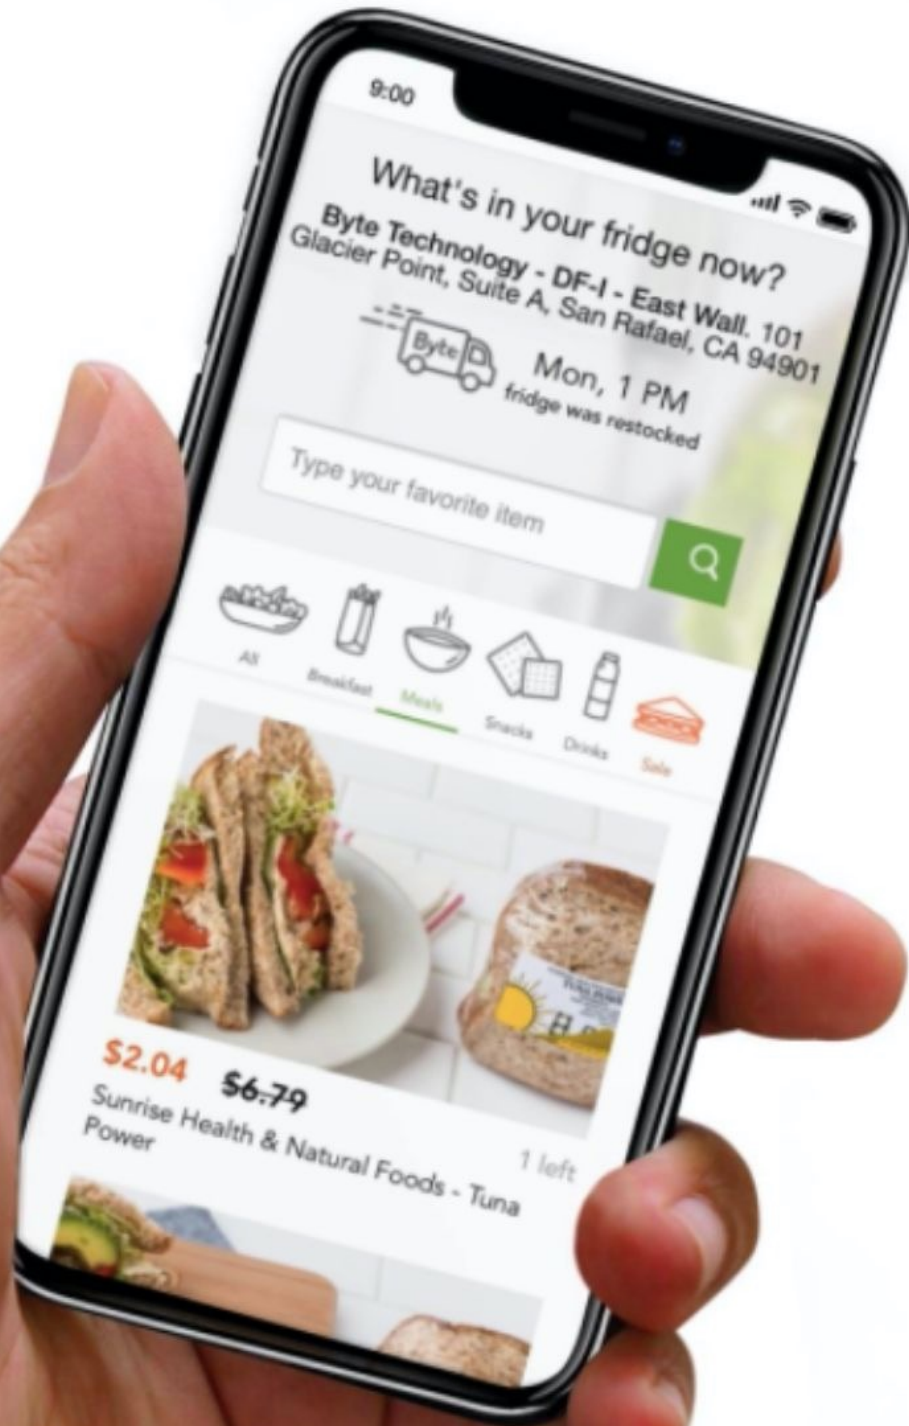 9:00
What's in your fridge now?
Byte Technology - DF-I - East Wall. 101
Glacier Point, Suite A, San Rafael, CA 94901
Byte
Mon, 1 PM
fridge was restocked
Type your favorite item
All
Breakfast
Meals
Snacks
Drinks
Sale
$2.04 $6.79
1 left
Sunrise Health & Natural Foods - Tuna
Power